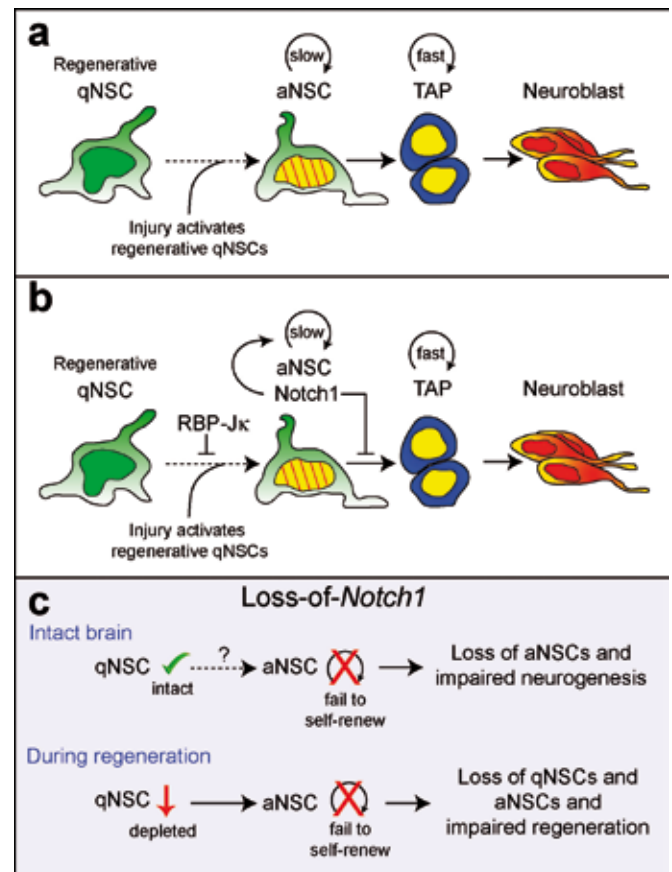 a
Regenerative
qNSC
slow
aNSC
fast
TAP
Neuroblast
Injury activates
regenerative qNSCs
b
Regenerative
qNSC
RBP-Jκ
slow
aNSC
Notch1
fast
TAP
Neuroblast
Injury activates
regenerative qNSCs
c
Loss-of-Notch1
Intact brain
qNSC
intact
?
aNSC
fail to
self-renew
Loss of aNSCs and
impaired neurogenesis
During regeneration
qNSC
depleted
aNSC
fail to
self-renew
Loss of qNSCs and
aNSCs and
impaired regeneration